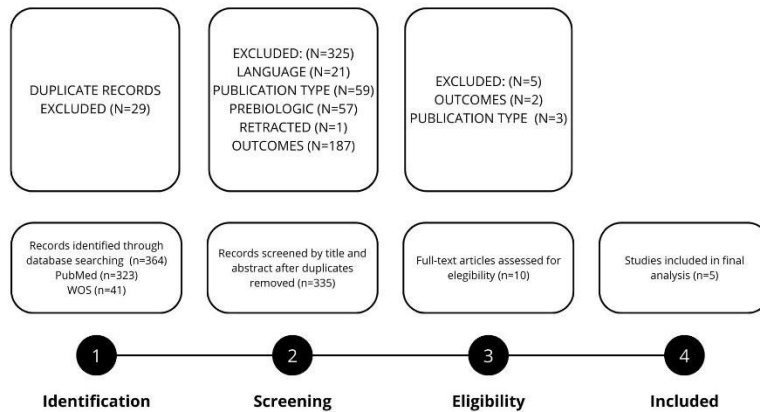 DUPLICATE RECORDS
EXCLUDED (N=29)
EXCLUDED: (N=325)
LANGUAGE (N=21)
PUBLICATION TYPE (N=59)
PREBIOLOGIC (N=57)
RETRACTED (N=1)
OUTCOMES (N=187)
EXCLUDED: (N=5)
OUTCOMES (N=2)
PUBLICATION TYPE (N=3)
Records identified through
database searching (n=364)
PubMed (n=323)
WOS (n=41)
Records screened by title and
abstract after duplicates
removed (n=335)
Full-text articles assessed for
elegibility (n=10)
Studies included in final
analysis (n=5)
1
2
3
4
Identification
Screening
Eligibility
Included